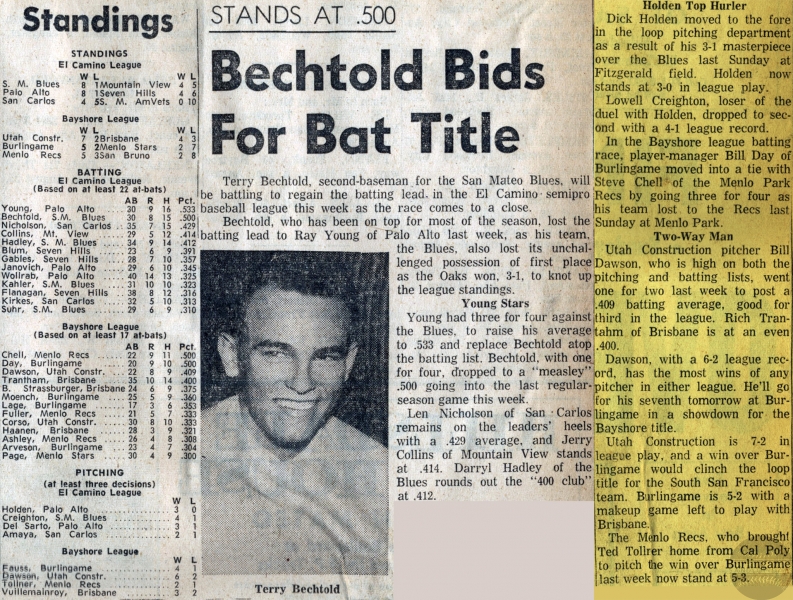 Standings
STANDINGS
El Camino League
W L W L
S. M. Blues 8 1 Mountain View 4 5
Palo Alto 8 1 Seven Hills 4 6
San Carlos 4 5 S. M. AmVets 0 10
Bayshore League
W L W L
Utah Constr. 7 2 Brisbane 4 3
Burlingame 5 2 Menlo Stars 2 7
Menlo Recs 5 3 San Bruno 2 8
BATTING
El Camino League
(Based on at least 22 at-bats)
AB R H Pct.
Young, Palo Alto 30 9 16 .533
Bechtold, S.M. Blues 30 8 15 .500
Nicholson, San Carlos 35 7 15 .429
Collins, Mt. View 29 5 12 .414
Hadley, S. M. Blues 34 9 14 .412
Blum, Seven Hills 23 6 9 .391
Gables, Seven Hills 28 7 10 .357
Janovich, Palo Alto 29 6 10 .345
Wollrab, Palo Alto 40 14 13 .325
Kahler, S.M. Blues 31 10 10 .323
Flanagan, Seven Hills 38 8 12 .316
Kirkes, San Carlos 32 5 10 .313
Suhr, S.M. Blues 29 6 9 .310
Bayshore League
(Based on at least 17 at-bats)
AB R H Pct.
Chell, Menlo Recs 22 9 11 .500
Day, Burlingame 20 9 10 .500
Dawson, Utah Constr. 22 8 9 .409
Trantham, Brisbane 35 10 14 .400
B. Strassburger, Brisbane 24 6 9 .375
Moench, Burlingame 25 5 9 .360
Lage, Burlingame 17 3 6 .353
Fuller, Menlo Recs 21 5 7 .333
Corso, Utah Constr. 30 8 10 .333
Haanen, Brisbane 28 3 9 .321
Ashley, Menlo Recs 26 4 8 .308
Arveson, Burlingame 23 4 7 .304
Page, Menlo Stars 30 4 9 .300
PITCHING
(at least three decisions)
El Camino League
W L
Holden, Palo Alto 3 0
Creighton, S.M. Blues 4 1
Del Sarto, Palo Alto 3 1
Amaya, San Carlos 2 1
Bayshore League
W L
Fauss, Burlingame 4 1
Dawson, Utah Constr. 6 2
Tollner, Menlo Recs 2 1
Vuillemainroy, Brisbane 3 2
STANDS AT .500
Bechtold Bids
For Bat Title
Terry Bechtold, second-baseman for the San Mateo Blues, will
be battling to regain the batting lead in the El Camino semipro
baseball league this week as the race comes to a close.
Bechtold, who has been on top for most of the season, lost the
batting lead to Ray Young of Palo Alto last week, as his team,
the Blues, also lost its unchal-
lenged possession of first place
as the Oaks won, 3-1, to knot up
the league standings.
Young Stars
Young had three for four against
the Blues, to raise his average
to .533 and replace Bechtold atop
the batting list. Bechtold, with one
for four, dropped to a "measley"
.500 going into the last regular-
season game this week.
Len Nicholson of San Carlos
remains on the leaders' heels
with a .429 average, and Jerry
Collins of Mountain View stands
at .414. Darryl Hadley of the
Blues rounds out the "400 club"
at .412.
Terry Bechtold
Holden Top Hurler
Dick Holden moved to the fore
in the loop pitching department
as a result of his 3-1 masterpiece
over the Blues last Sunday at
Fitzgerald field. Holden now
stands at 3-0 in league play.
Lowell Creighton, loser of the
duel with Holden, dropped to sec-
ond with a 4-1 league record.
In the Bayshore league batting
race, player-manager Bill Day of
Burlingame moved into a tie with
Steve Chell of the Menlo Park
Recs by going three for four as
his team lost to the Recs last
Sunday at Menlo Park.
Two-Way Man
Utah Construction pitcher Bill
Dawson, who is high on both the
pitching and batting lists, went
one for two last week to post a
.409 batting average, good for
third in the league. Rich Tran-
tahm of Brisbane is at an even
.400.
Dawson, with a 6-2 league rec-
ord, has the most wins of any
pitcher in either league. He'll go
for his seventh tomorrow at Bur-
lingame in a showdown for the
Bayshore title.
Utah Construction is 7-2 in
league play, and a win over Bur-
lingame would clinch the loop
title for the South San Francisco
team. Burlingame is 5-2 with a
makeup game left to play with
Brisbane.
The Menlo Recs, who brought
Ted Tollrer home from Cal Poly
to pitch the win over Burlingame
last week now stand at 5-3.